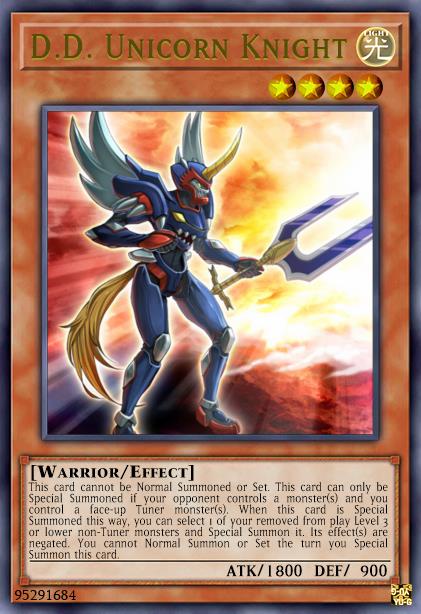 D.D. Unicorn Knight
LIGHT
光
[Warrior/Effect]
This card cannot be Normal Summoned or Set. This card can only be
Special Summoned if your opponent controls a monster(s) and you
control a face-up Tuner monster(s). When this card is Special
Summoned this way, you can select 1 of your removed from play Level 3
or lower non-Tuner monsters and Special Summon it. Its effect(s) are
negated. You cannot Normal Summon or Set the turn you Special
Summon this card.
ATK/1800 DEF/ 900
95291684